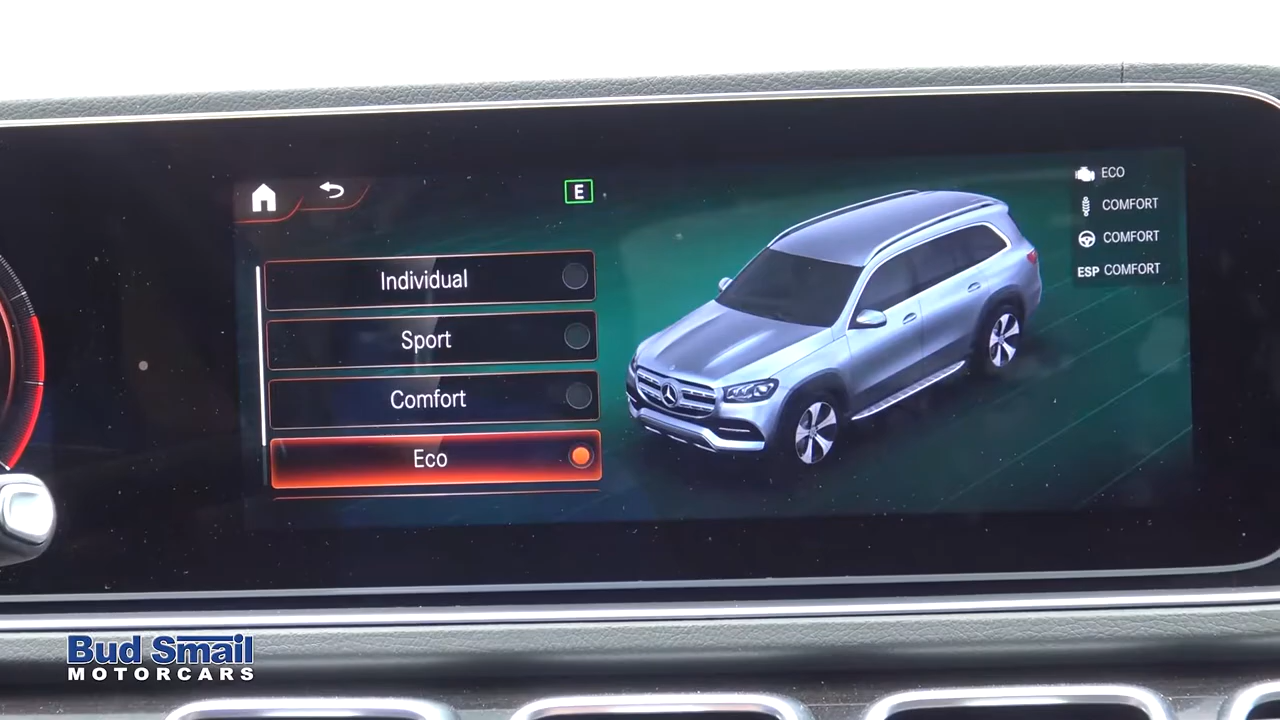 E
Individual
Sport
Comfort
Eco
ECO
COMFORT
COMFORT
ESP COMFORT
Bud Smail
MOTORCARS